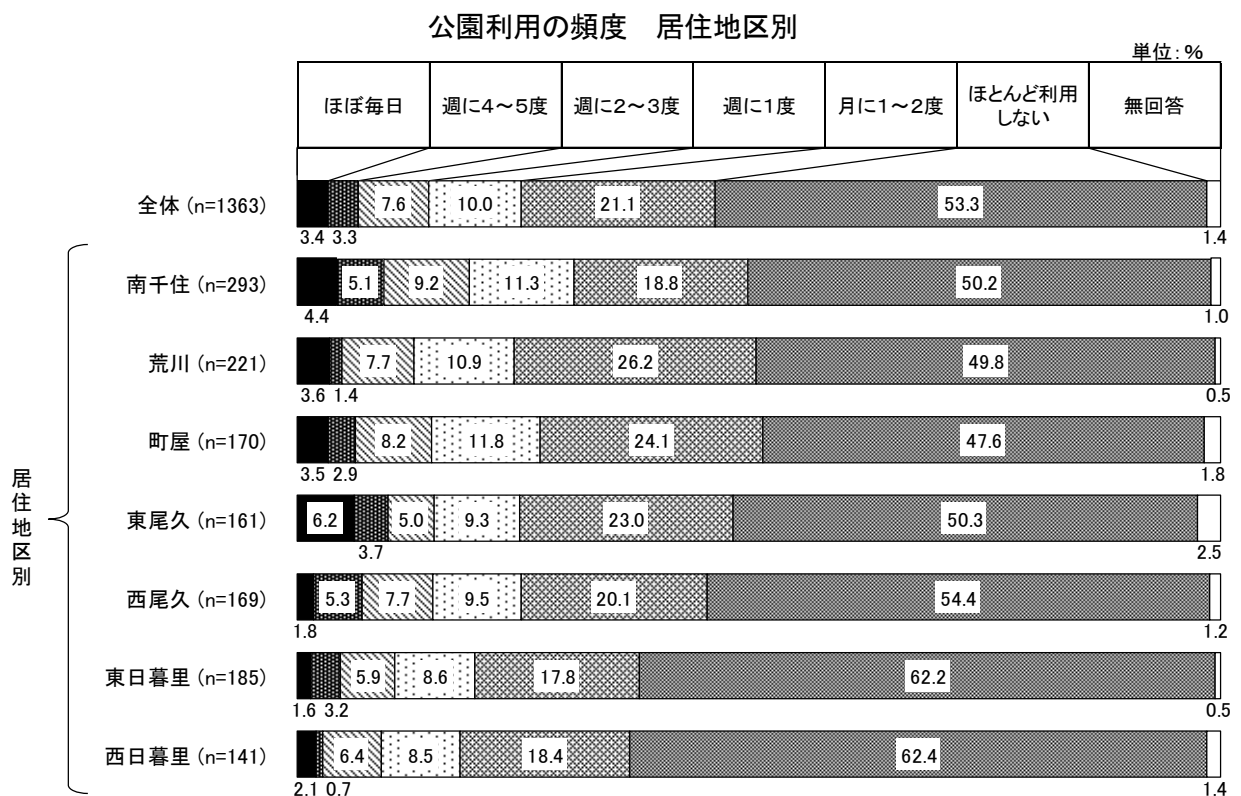 公園利用の頻度　居住地区別
単位：％
ほぼ毎日
週に４～５度
週に２～３度
週に１度
月に１～２度
ほとんど利用
しない
無回答
全体 (n=1363)
7.6
10.0
21.1
53.3
3.4
3.3
1.4
南千住 (n=293)
5.1
9.2
11.3
18.8
50.2
4.4
1.0
荒川 (n=221)
7.7
10.9
26.2
49.8
3.6
1.4
0.5
町屋 (n=170)
8.2
11.8
24.1
47.6
3.5
2.9
1.8
居住地区別
東尾久 (n=161)
6.2
5.0
9.3
23.0
50.3
3.7
2.5
西尾久 (n=169)
5.3
7.7
9.5
20.1
54.4
1.8
1.2
東日暮里 (n=185)
5.9
8.6
17.8
62.2
1.6
3.2
0.5
西日暮里 (n=141)
6.4
8.5
18.4
62.4
2.1
0.7
1.4